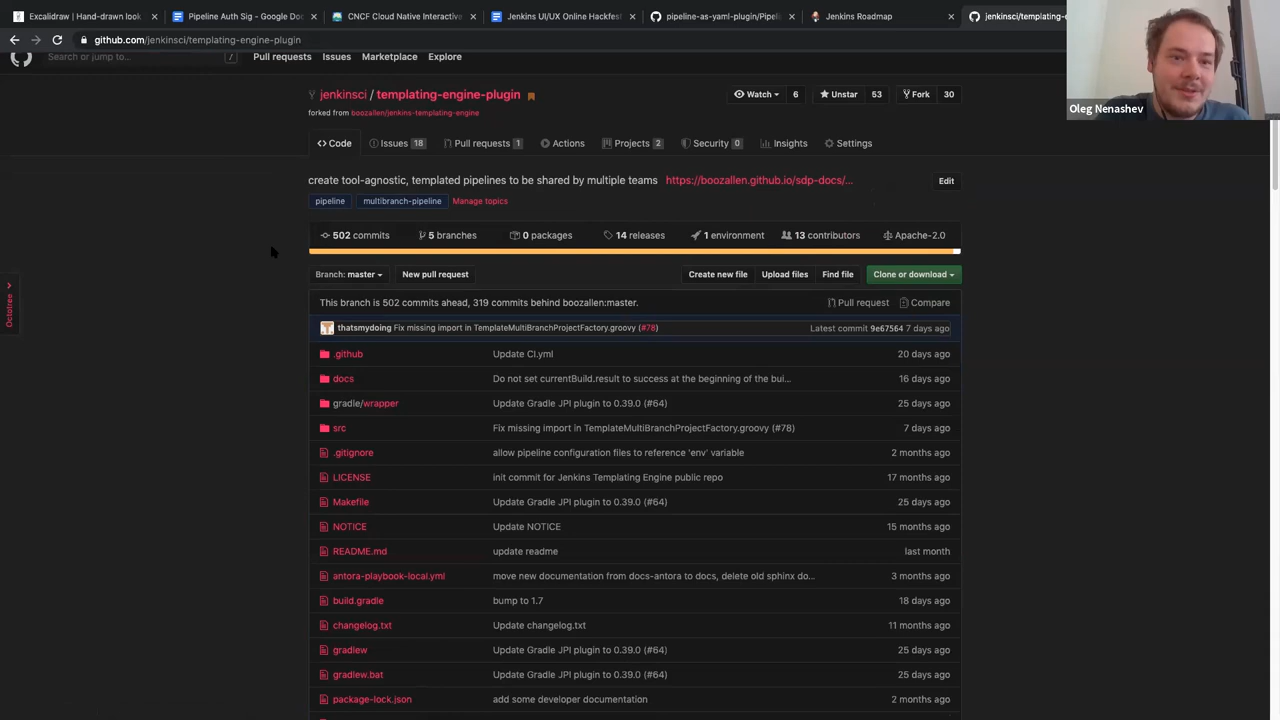 Excalidraw | Hand-drawn look
Pipeline Auth Sig - Google Doc
CNCF Cloud Native Interactive
Jenkins UI/UX Online Hackfest
pipeline-as-yaml-plugin/Pipeli
Jenkins Roadmap
jenkinsci/templating-e
github.com/jenkinsci/templating-engine-plugin
Search or jump to... /
Pull requests Issues Marketplace Explore
Oleg Nenashev
jenkinsci / templating-engine-plugin
Watch 6 Unstar 53 Fork 30
forked from boozallen/jenkins-templating-engine
Code Issues 18 Pull requests 1 Actions Projects 2 Security 0 Insights Settings
create tool-agnostic, templated pipelines to be shared by multiple teams https://boozallen.github.io/sdp-docs/... Edit
pipeline multibranch-pipeline Manage topics
502 commits 5 branches 0 packages 14 releases 1 environment 13 contributors Apache-2.0
Branch: master New pull request Create new file Upload files Find file Clone or download
Octotree
This branch is 502 commits ahead, 319 commits behind boozallen:master. Pull request Compare
thatsmydoing Fix missing import in TemplateMultiBranchProjectFactory.groovy (#78) Latest commit 9e67564 7 days ago
.github Update CI.yml 20 days ago
docs Do not set currentBuild.result to success at the beginning of the bui... 16 days ago
gradle/wrapper Update Gradle JPI plugin to 0.39.0 (#64) 25 days ago
src Fix missing import in TemplateMultiBranchProjectFactory.groovy (#78) 7 days ago
.gitignore allow pipeline configuration files to reference 'env' variable 2 months ago
LICENSE init commit for Jenkins Templating Engine public repo 17 months ago
Makefile Update Gradle JPI plugin to 0.39.0 (#64) 25 days ago
NOTICE Update NOTICE 15 months ago
README.md update readme last month
antora-playbook-local.yml move new documentation from docs-antora to docs, delete old sphinx do... 3 months ago
build.gradle bump to 1.7 18 days ago
changelog.txt Update changelog.txt 11 months ago
gradlew Update Gradle JPI plugin to 0.39.0 (#64) 25 days ago
gradlew.bat Update Gradle JPI plugin to 0.39.0 (#64) 25 days ago
package-lock.json add some developer documentation 2 months ago